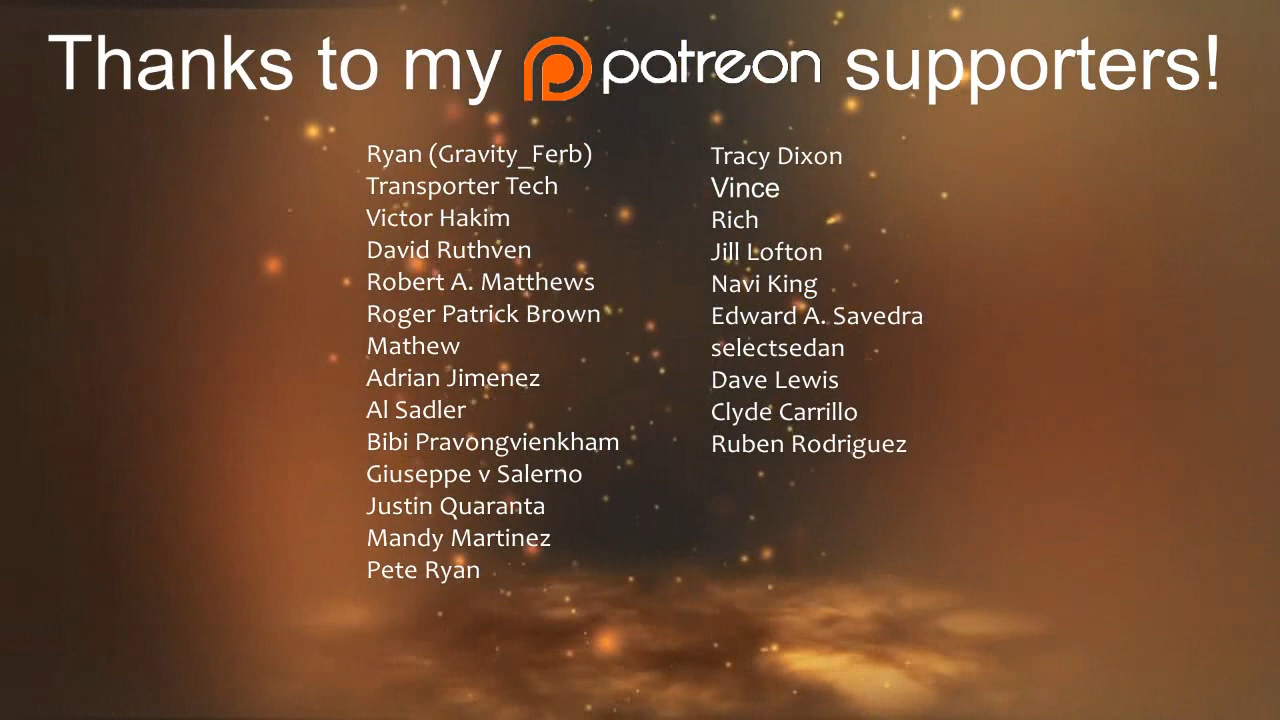 Thanks to my patreon supporters!
Ryan (Gravity_Ferb)
Transporter Tech
Victor Hakim
David Ruthven
Robert A. Matthews
Roger Patrick Brown
Mathew
Adrian Jimenez
Al Sadler
Bibi Pravongvienkham
Giuseppe v Salerno
Justin Quaranta
Mandy Martinez
Pete Ryan
Tracy Dixon
Vince
Rich
Jill Lofton
Navi King
Edward A. Savedra
selectsedan
Dave Lewis
Clyde Carrillo
Ruben Rodriguez